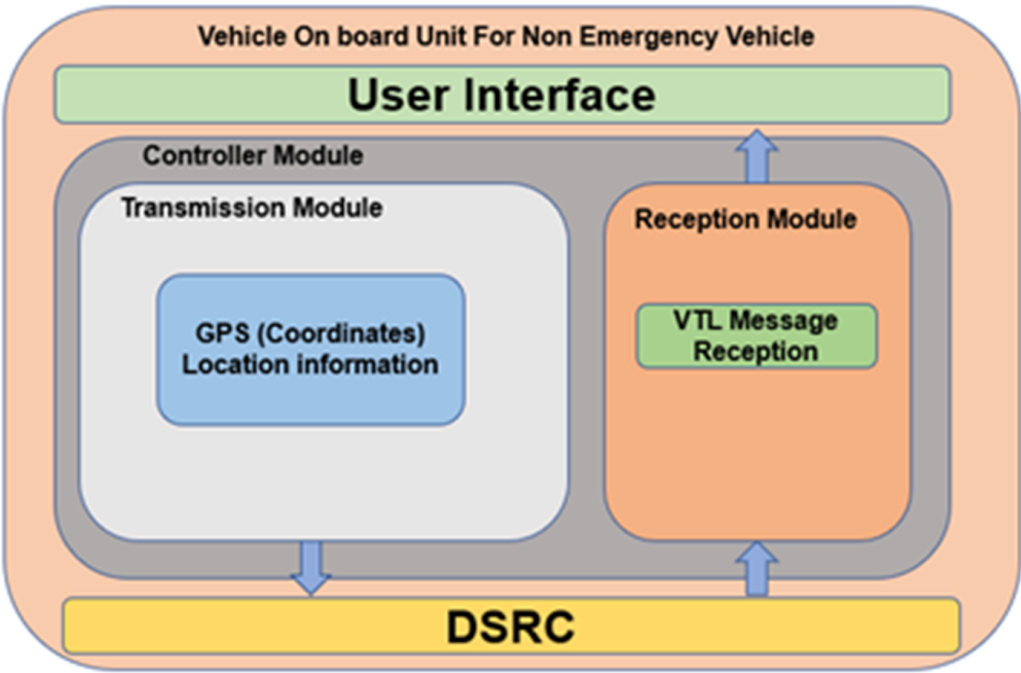 Vehicle On board Unit For Non Emergency Vehicle
User Interface
Controller Module
Transmission Module
GPS (Coordinates)
Location information
Reception Module
VTL Message
Reception
DSRC